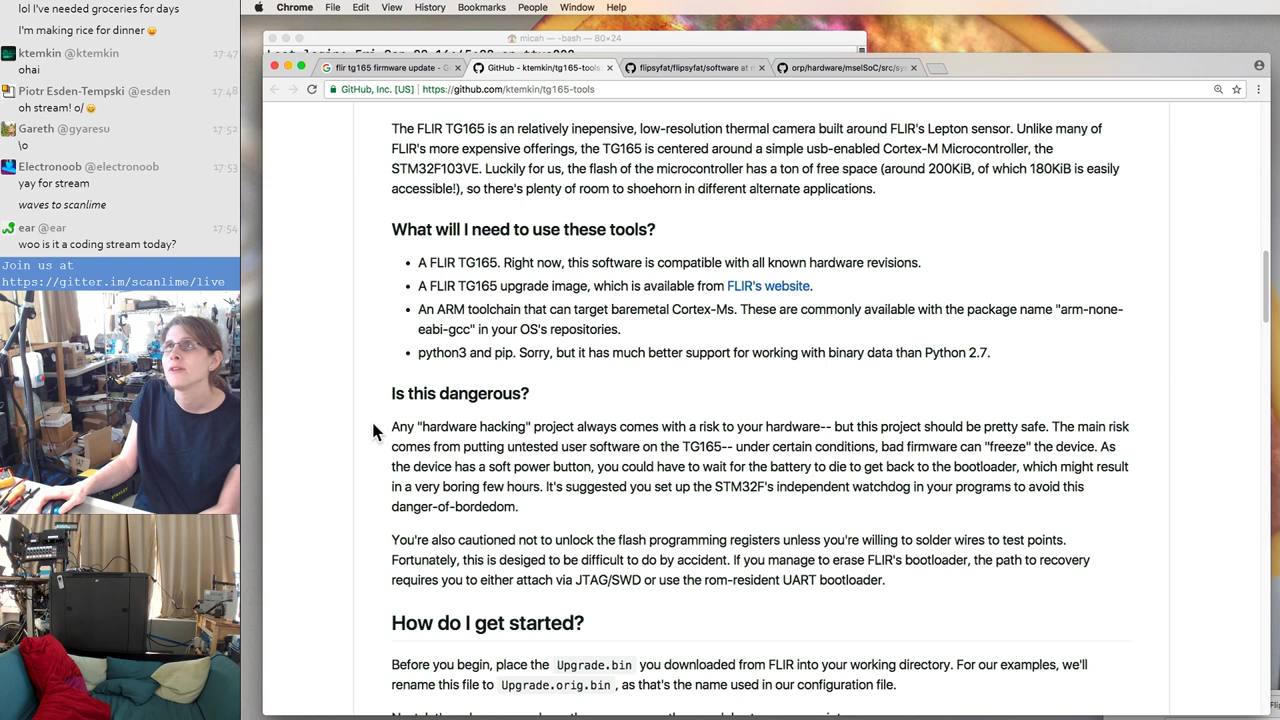 lol I've needed groceries for days
I'm making rice for dinner
ktemkin @ktemkin 17:47
ohai
Piotr Esden-Tempski @esden 17:48
oh stream! o/
Gareth @gyaresu 17:52
\o
Electronoob @electronoob 17:53
yay for stream
waves to scanlime
ear @ear 17:54
woo is it a coding stream today?
Join us at
https://gitter.im/scanlime/live
Chrome File Edit View History Bookmarks People Window Help
micah — -bash — 80×24
flir tg165 firmware update - G
GitHub - ktemkin/tg165-tools:
flipsyfat/flipsyfat/software at m
orp/hardware/mselSoC/src/sys
GitHub, Inc. [US] https://github.com/ktemkin/tg165-tools
The FLIR TG165 is an relatively inepensive, low-resolution thermal camera built around FLIR's Lepton sensor. Unlike many of
FLIR's more expensive offerings, the TG165 is centered around a simple usb-enabled Cortex-M Microcontroller, the
STM32F103VE. Luckily for us, the flash of the microcontroller has a ton of free space (around 200KiB, of which 180KiB is easily
accessible!), so there's plenty of room to shoehorn in different alternate applications.
What will I need to use these tools?
• A FLIR TG165. Right now, this software is compatible with all known hardware revisions.
• A FLIR TG165 upgrade image, which is available from FLIR's website.
• An ARM toolchain that can target baremetal Cortex-Ms. These are commonly available with the package name "arm-none-
eabi-gcc" in your OS's repositories.
• python3 and pip. Sorry, but it has much better support for working with binary data than Python 2.7.
Is this dangerous?
Any "hardware hacking" project always comes with a risk to your hardware-- but this project should be pretty safe. The main risk
comes from putting untested user software on the TG165-- under certain conditions, bad firmware can "freeze" the device. As
the device has a soft power button, you could have to wait for the battery to die to get back to the bootloader, which might result
in a very boring few hours. It's suggested you set up the STM32F's independent watchdog in your programs to avoid this
danger-of-bordedom.
You're also cautioned not to unlock the flash programming registers unless you're willing to solder wires to test points.
Fortunately, this is desiged to be difficult to do by accident. If you manage to erase FLIR's bootloader, the path to recovery
requires you to either attach via JTAG/SWD or use the rom-resident UART bootloader.
How do I get started?
Before you begin, place the Upgrade.bin you downloaded from FLIR into your working directory. For our examples, we'll
rename this file to Upgrade.orig.bin , as that's the name used in our configuration file.